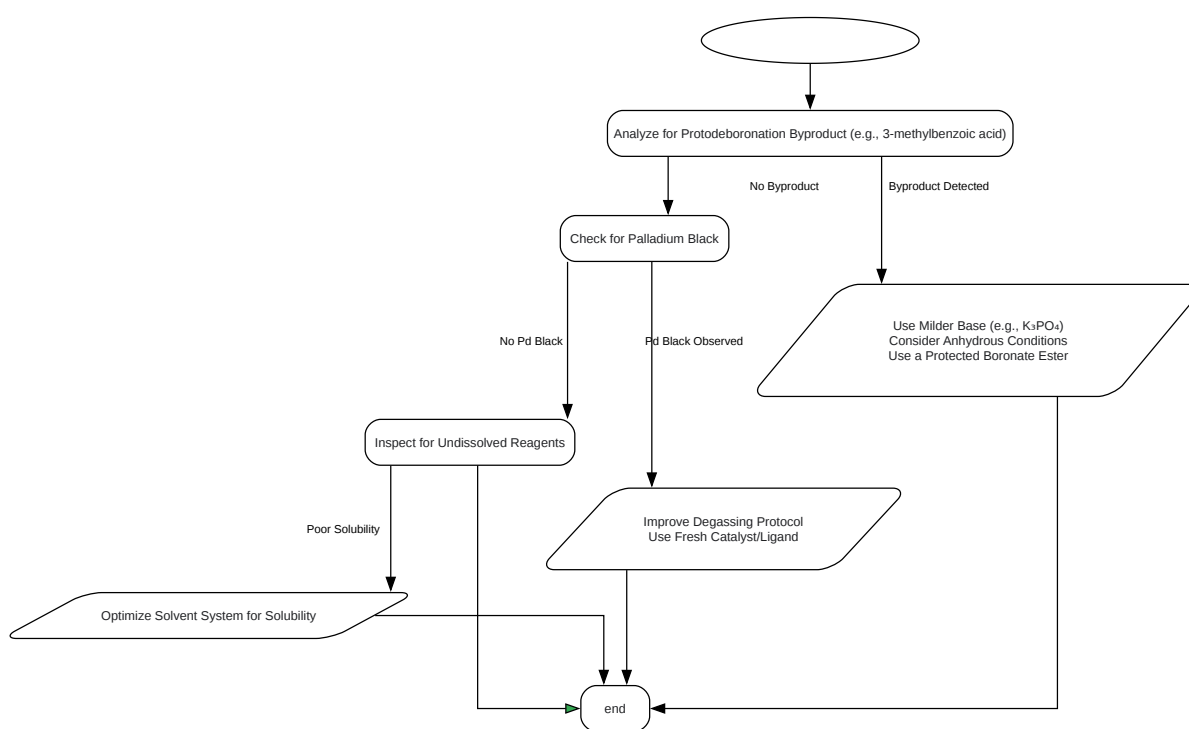 Analyze for Protodeboronation Byproduct (e.g., 3-methylbenzoic acid)
No Byproduct
Byproduct Detected
Check for Palladium Black
Use Milder Base (e.g., K₃PO₄)
Consider Anhydrous Conditions
Use a Protected Boronate Ester
No Pd Black
Pd Black Observed
Inspect for Undissolved Reagents
Improve Degassing Protocol
Use Fresh Catalyst/Ligand
Poor Solubility
Optimize Solvent System for Solubility
end